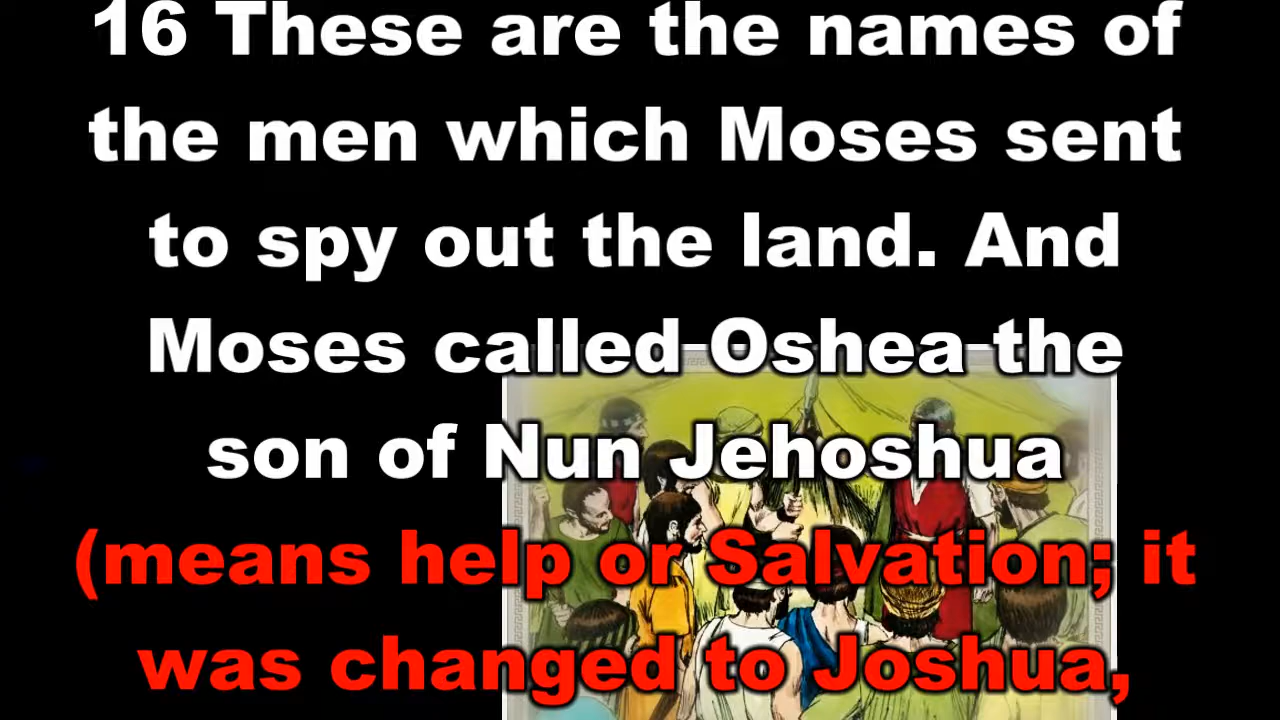 16 These are the names of
the men which Moses sent
to spy out the land. And
Moses called Oshea the
son of Nun Jehoshua
(means help or Salvation; it
was changed to Joshua,